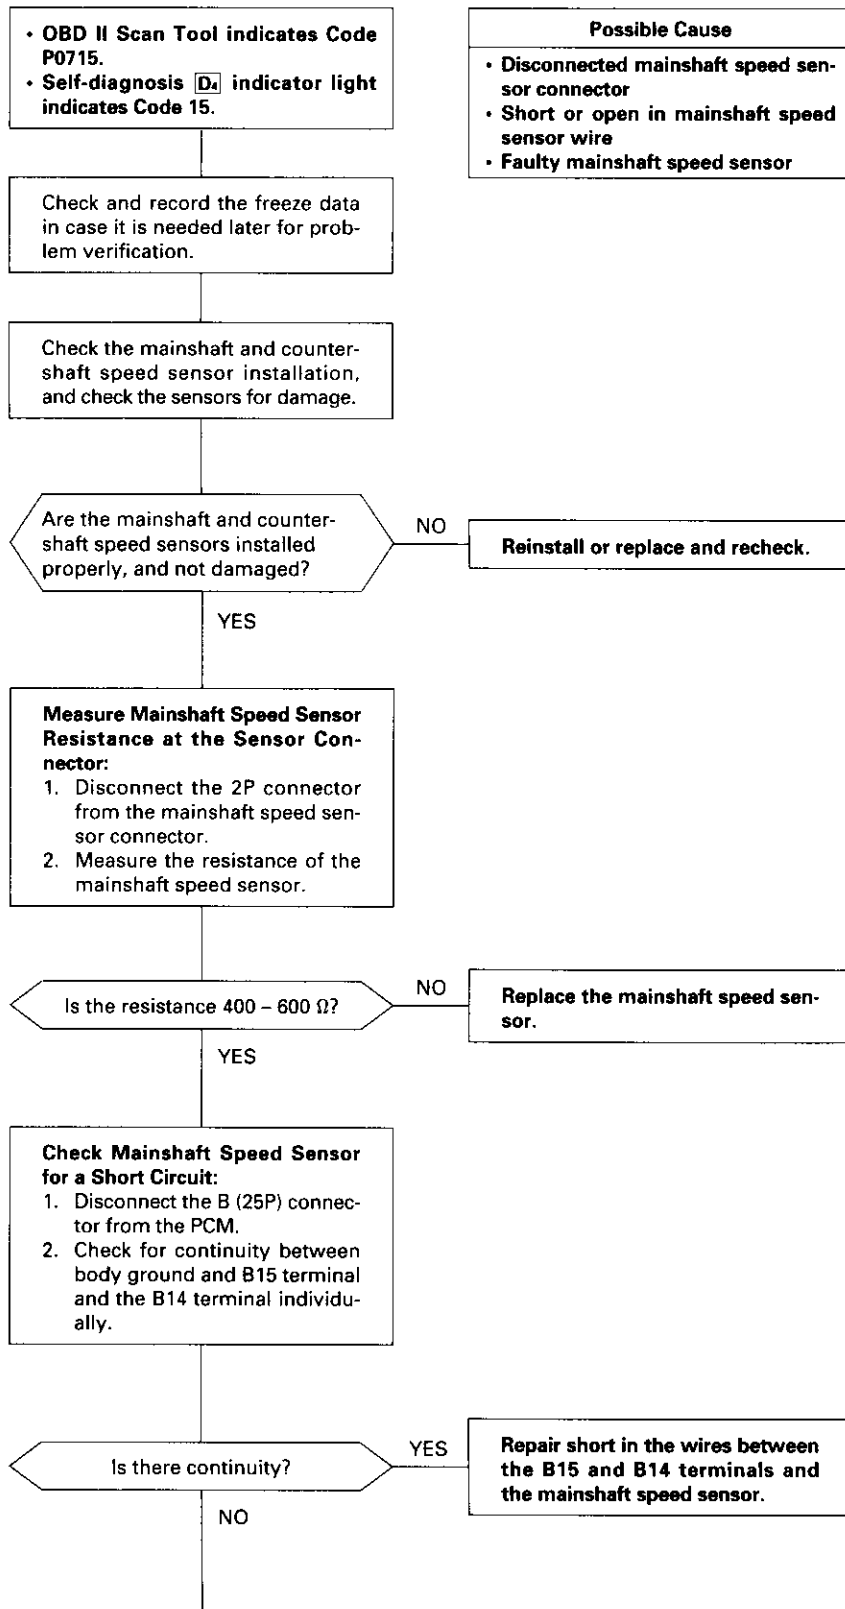 • OBD II Scan Tool indicates Code
P0715.
• Self-diagnosis D4 indicator light
indicates Code 15.
Possible Cause
• Disconnected mainshaft speed sen-
sor connector
• Short or open in mainshaft speed
sensor wire
• Faulty mainshaft speed sensor
Check and record the freeze data
in case it is needed later for prob-
lem verification.
Check the mainshaft and counter-
shaft speed sensor installation,
and check the sensors for damage.
Are the mainshaft and counter-
shaft speed sensors installed
properly, and not damaged?
NO
Reinstall or replace and recheck.
YES
Measure Mainshaft Speed Sensor
Resistance at the Sensor Con-
nector:
1. Disconnect the 2P connector
from the mainshaft speed sen-
sor connector.
2. Measure the resistance of the
mainshaft speed sensor.
Is the resistance 400 – 600 Ω?
NO
Replace the mainshaft speed sen-
sor.
YES
Check Mainshaft Speed Sensor
for a Short Circuit:
1. Disconnect the B (25P) connec-
tor from the PCM.
2. Check for continuity between
body ground and B15 terminal
and the B14 terminal individu-
ally.
Is there continuity?
YES
Repair short in the wires between
the B15 and B14 terminals and
the mainshaft speed sensor.
NO